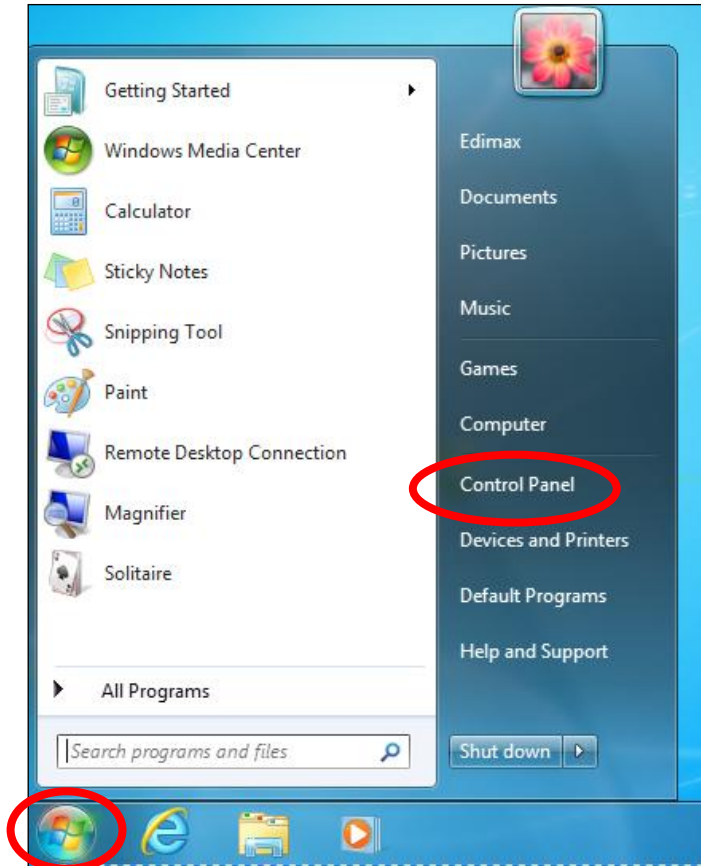 Getting Started
Windows Media Center
Calculator
Sticky Notes
Snipping Tool
Paint
Remote Desktop Connection
Magnifier
Solitaire
All Programs
Search programs and files
Edimax
Documents
Pictures
Music
Games
Computer
Control Panel
Devices and Printers
Default Programs
Help and Support
Shut down